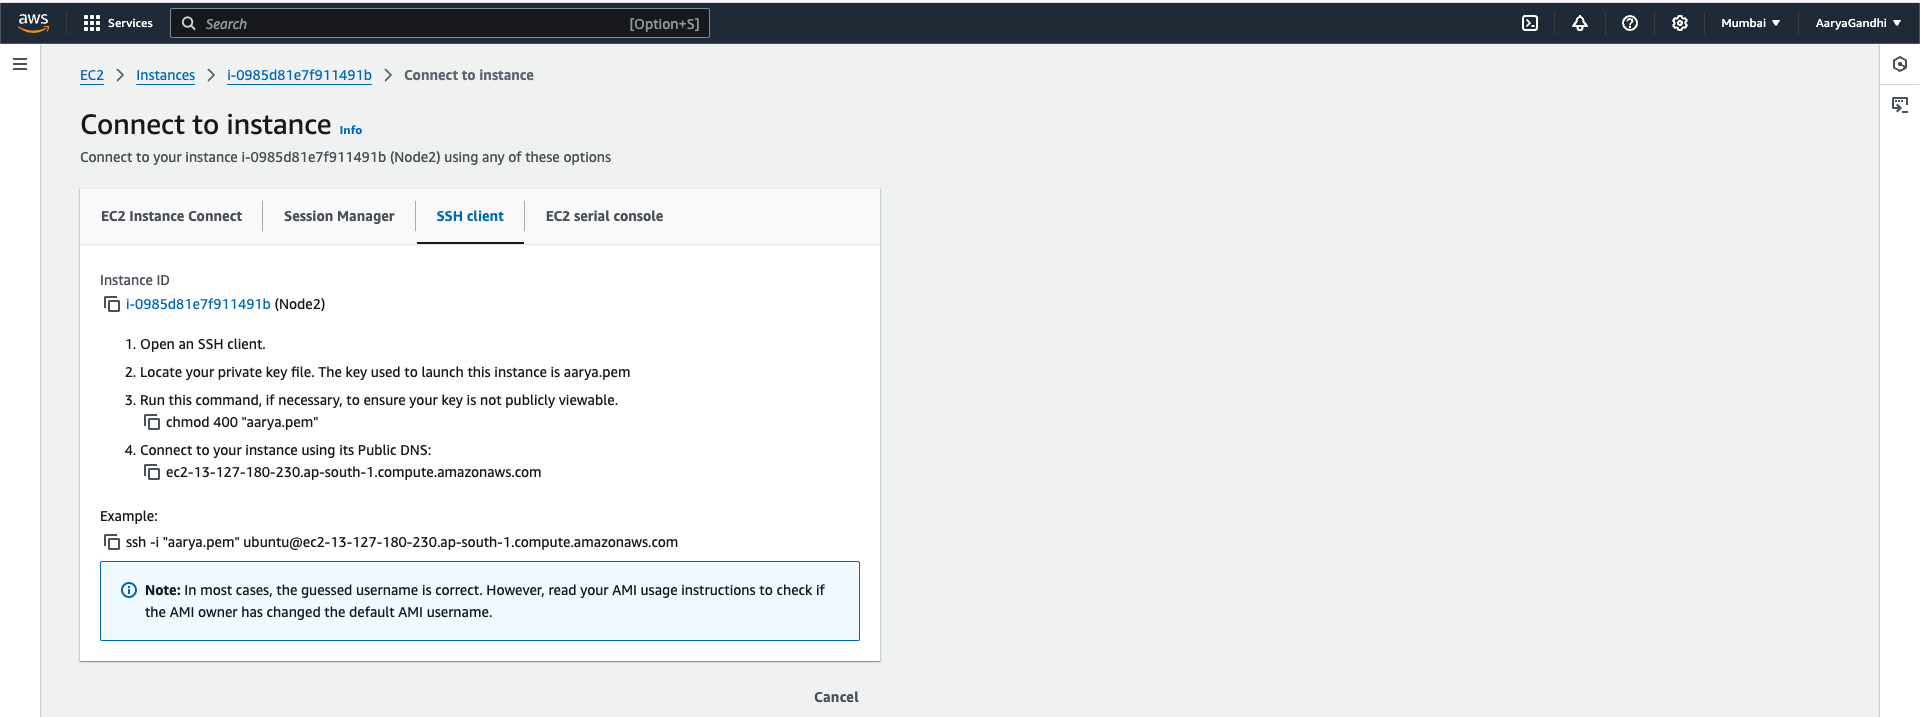 aws
Services
Search
[Option+S]
Mumbai
AaryaGandhi
EC2 > Instances > i-0985d81e7f911491b > Connect to instance
Connect to instance Info
Connect to your instance i-0985d81e7f911491b (Node2) using any of these options
EC2 Instance Connect
Session Manager
SSH client
EC2 serial console
Instance ID
i-0985d81e7f911491b (Node2)
1. Open an SSH client.
2. Locate your private key file. The key used to launch this instance is aarya.pem
3. Run this command, if necessary, to ensure your key is not publicly viewable.
chmod 400 "aarya.pem"
4. Connect to your instance using its Public DNS:
ec2-13-127-180-230.ap-south-1.compute.amazonaws.com
Example:
ssh -i "aarya.pem" ubuntu@ec2-13-127-180-230.ap-south-1.compute.amazonaws.com
Note: In most cases, the guessed username is correct. However, read your AMI usage instructions to check if
the AMI owner has changed the default AMI username.
Cancel